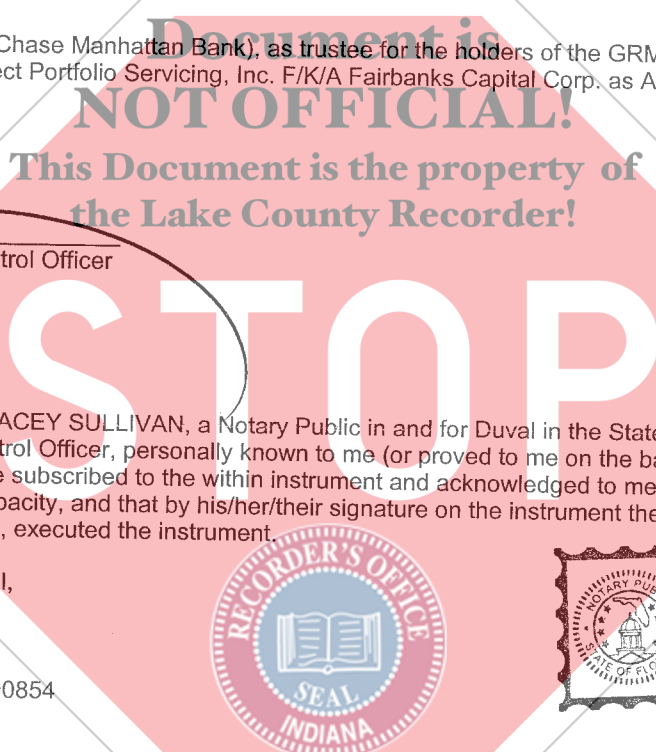 Document is
Chase Manhattan Bank), as trustee for the holders of the GRM
ect Portfolio Servicing, Inc. F/K/A Fairbanks Capital Corp. as A
NOT OFFICIAL!
This Document is the property of
the Lake County Recorder!
trol Officer
STOP
ACEY SULLIVAN, a Notary Public in and for Duval in the State
trol Officer, personally known to me (or proved to me on the ba
e subscribed to the within instrument and acknowledged to me
pacity, and that by his/her/their signature on the instrument the
, executed the instrument.
RECORDER'S OFFICE
SEAL
INDIANA
l,
NOTARY PUB
STATE OF FLO
0854